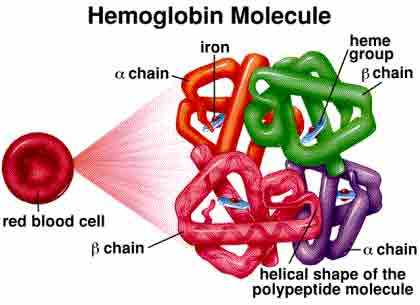 Hemoglobin Molecule
iron
heme
group
α chain
β chain
red blood cell
β chain
α chain
helical shape of the
polypeptide molecule